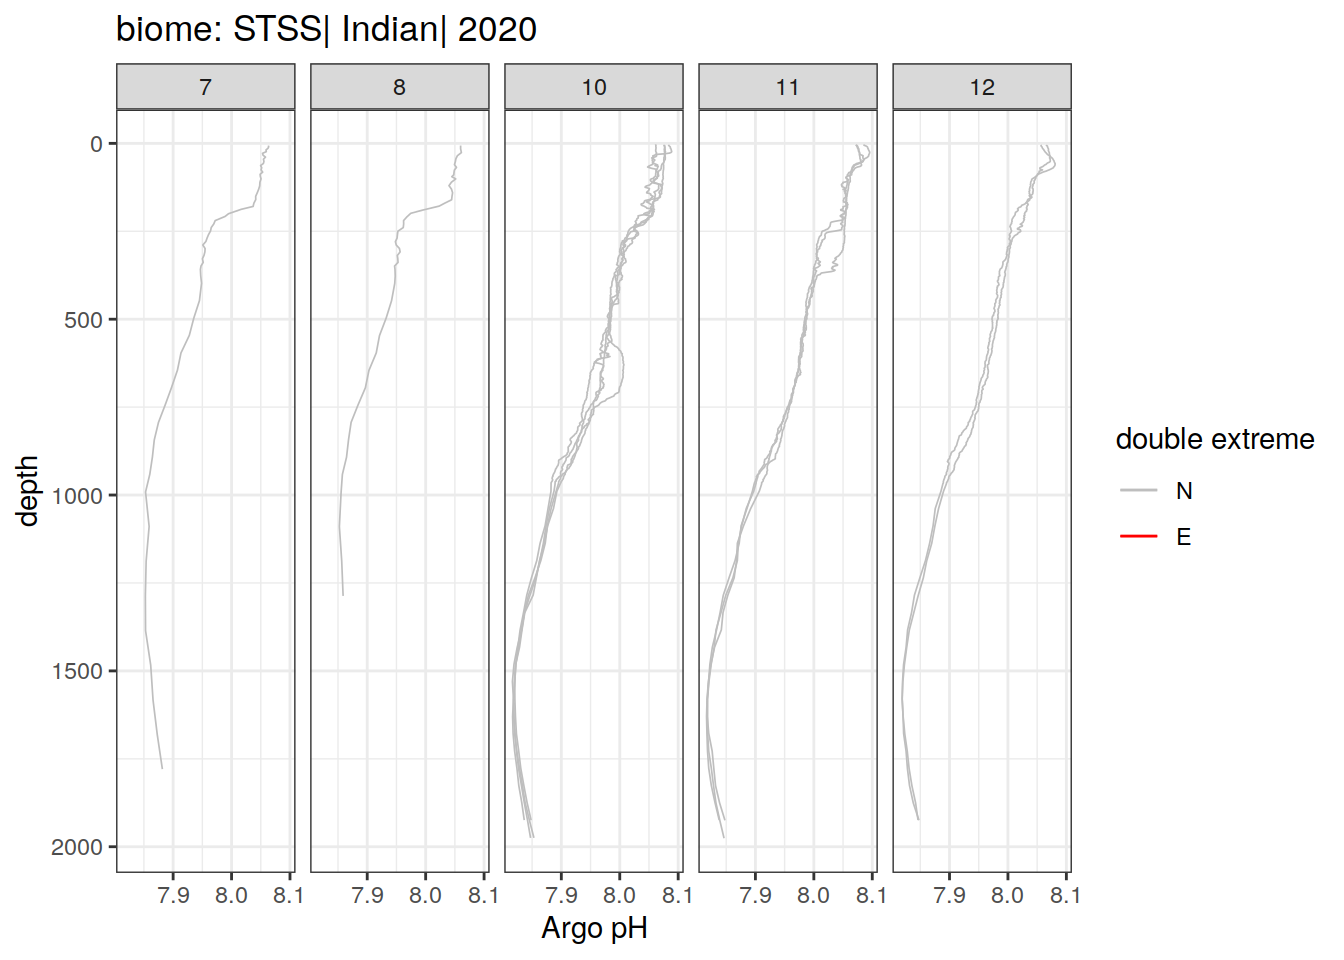 biome: STSS| Indian| 2020
7 8 10 11 12
0
500
1000
1500
2000
depth
7.9 8.0 8.1 7.9 8.0 8.1 7.9 8.0 8.1 7.9 8.0 8.1 7.9 8.0 8.1
Argo pH
double extreme
N
E